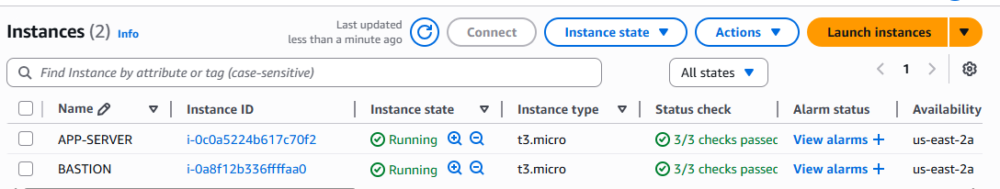 Instances (2) Info
Last updated
less than a minute ago
Connect
Instance state
Actions
Launch instances
Find Instance by attribute or tag (case-sensitive)
All states
1
Name Instance ID Instance state Instance type Status check Alarm status Availability
APP-SERVER i-0c0a5224b617c70f2 Running t3.micro 3/3 checks passec View alarms + us-east-2a
BASTION i-0a8f12b336ffffaa0 Running t3.micro 3/3 checks passec View alarms + us-east-2a